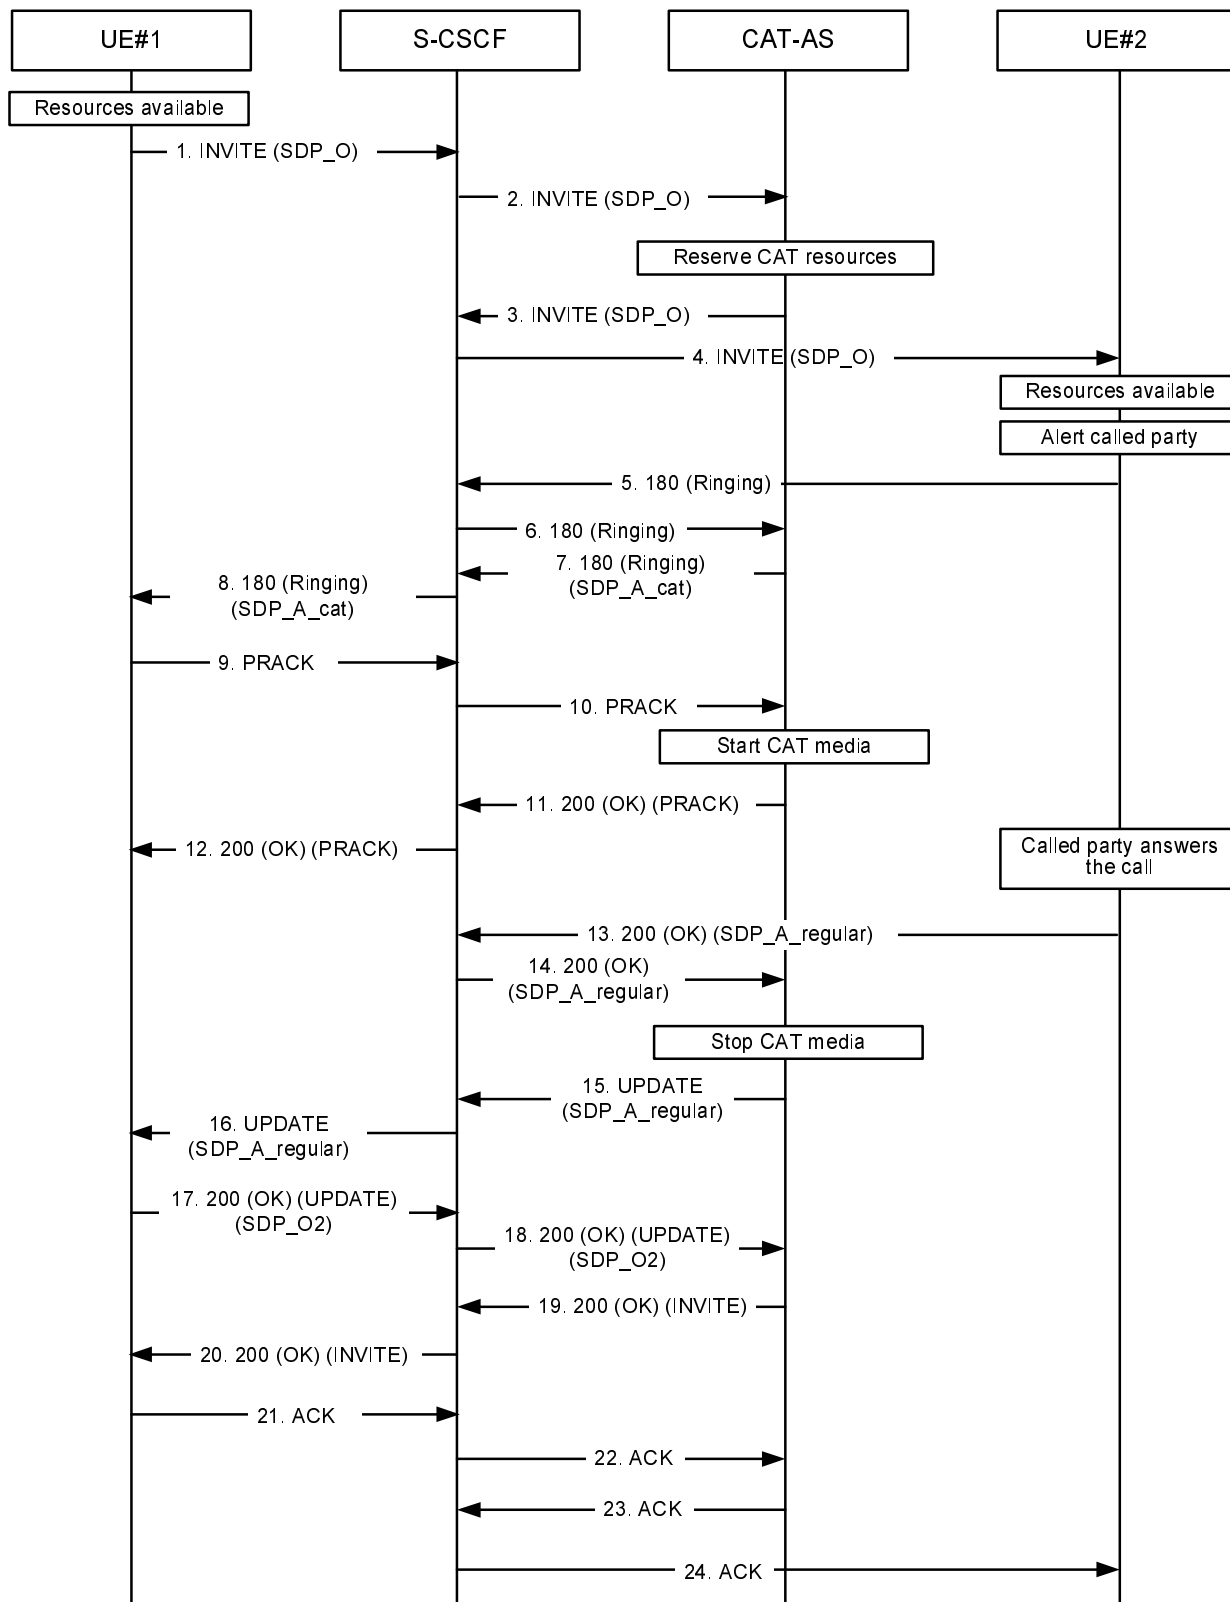 UE#1
S-CSCF
CAT-AS
UE#2
Resources available
1. INVITE (SDP_O)
2. INVITE (SDP_O)
Reserve CAT resources
3. INVITE (SDP_O)
4. INVITE (SDP_O)
Resources available
Alert called party
5. 180 (Ringing)
6. 180 (Ringing)
7. 180 (Ringing)
(SDP_A_cat)
8. 180 (Ringing)
(SDP_A_cat)
9. PRACK
10. PRACK
Start CAT media
11. 200 (OK) (PRACK)
12. 200 (OK) (PRACK)
Called party answers
the call
13. 200 (OK) (SDP_A_regular)
14. 200 (OK)
(SDP_A_regular)
Stop CAT media
15. UPDATE
(SDP_A_regular)
16. UPDATE
(SDP_A_regular)
17. 200 (OK) (UPDATE)
(SDP_O2)
18. 200 (OK) (UPDATE)
(SDP_O2)
19. 200 (OK) (INVITE)
20. 200 (OK) (INVITE)
21. ACK
22. ACK
23. ACK
24. ACK